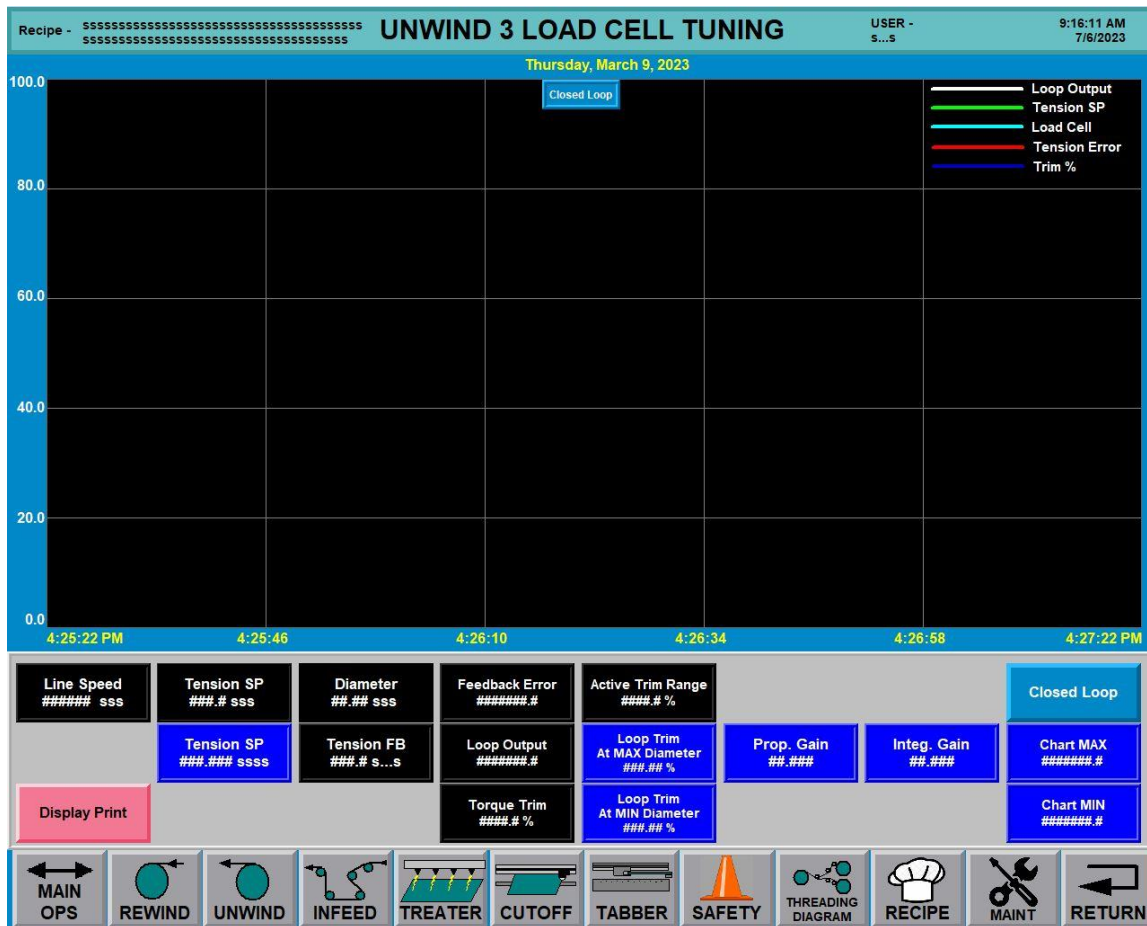 Recipe - sssssssssssssssssssssssssssssssssssssss
sssssssssssssssssssssssssssssssssssss
UNWIND 3 LOAD CELL TUNING
USER -
s...s
9:16:11 AM
7/6/2023
Thursday, March 9, 2023
Closed Loop
Loop Output
Tension SP
Load Cell
Tension Error
Trim %
100.0
80.0
60.0
40.0
20.0
0.0
4:25:22 PM 4:25:46 4:26:10 4:26:34 4:26:58 4:27:22 PM
Line Speed
###### sss
Tension SP
###.# sss
Diameter
##.## sss
Feedback Error
#######.#
Active Trim Range
####.# %
Closed Loop
Tension SP
###.### ssss
Tension FB
###.# s...s
Loop Output
#######.#
Loop Trim
At MAX Diameter
###.## %
Prop. Gain
##.###
Integ. Gain
##.###
Chart MAX
#######.#
Display Print
Torque Trim
####.# %
Loop Trim
At MIN Diameter
###.## %
Chart MIN
#######.#
MAIN
OPS
REWIND
UNWIND
INFEED
TREATER
CUTOFF
TABBER
SAFETY
THREADING
DIAGRAM
RECIPE
MAINT
RETURN